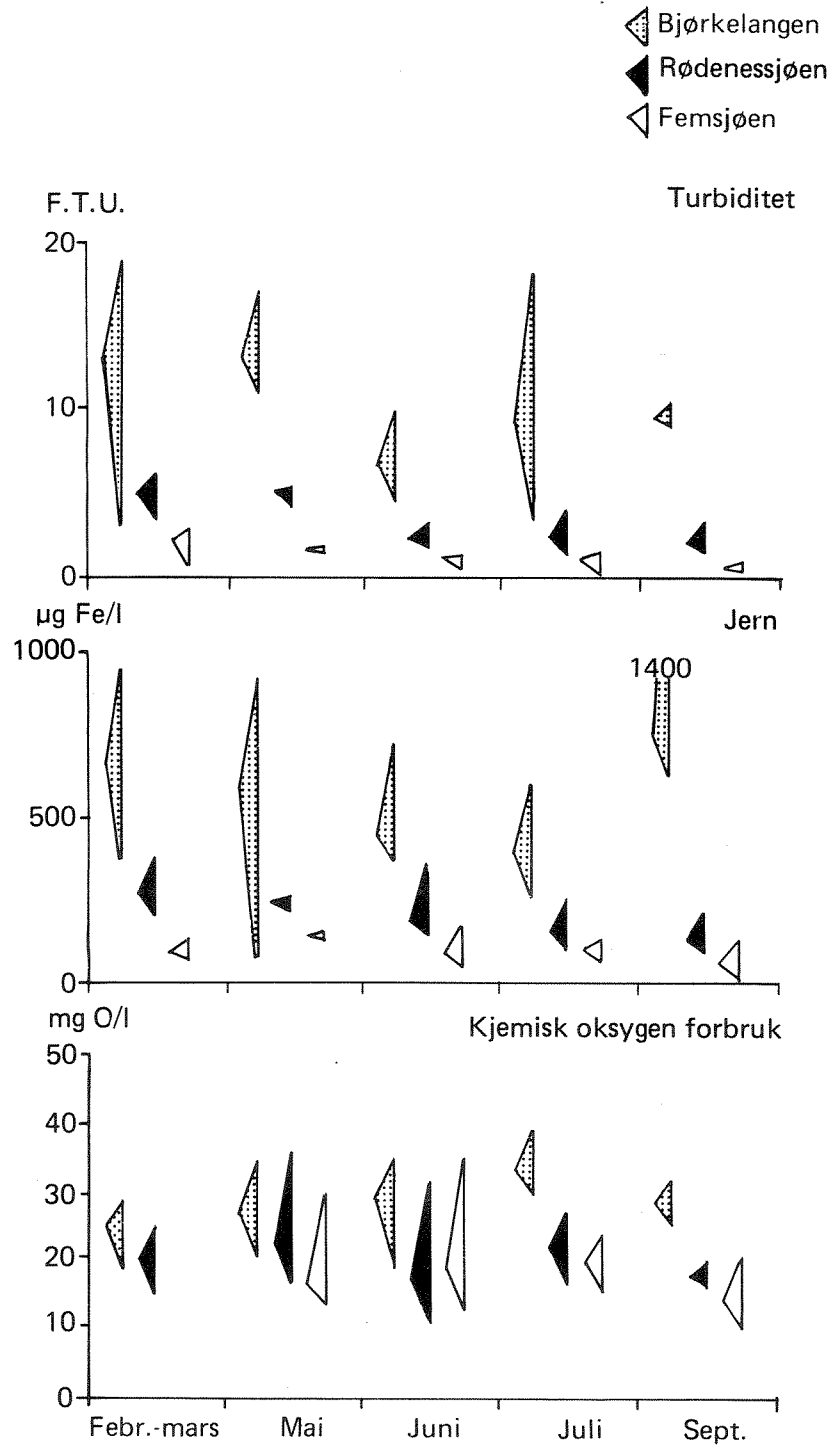 Bjørkelangen
Rødenessjøen
Femsjøen
F.T.U.
Turbiditet
20
10
0
µg Fe/l
Jern
1000
1400
500
0
mg O/l
Kjemisk oksygen forbruk
50
40
30
20
10
0
Febr.-mars Mai Juni Juli Sept.